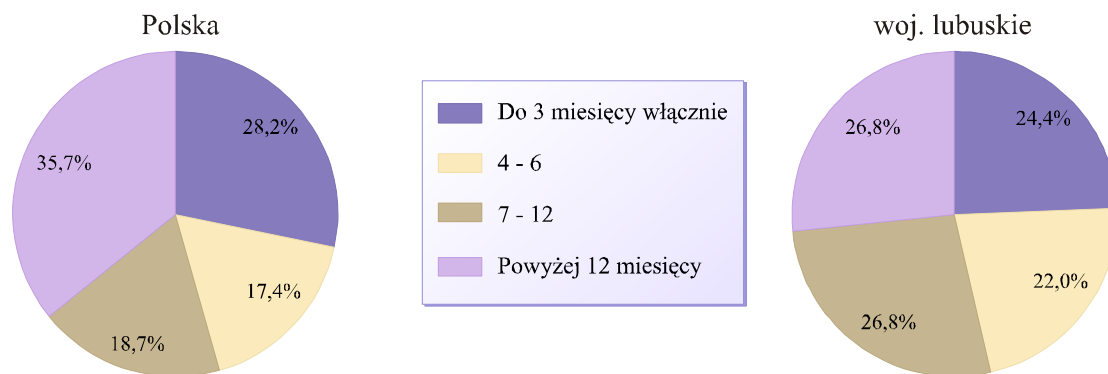 Polska
28,2%
17,4%
18,7%
35,7%
Do 3 miesięcy włącznie
4 - 6
7 - 12
Powyżej 12 miesięcy
woj. lubuskie
24,4%
22,0%
26,8%
26,8%